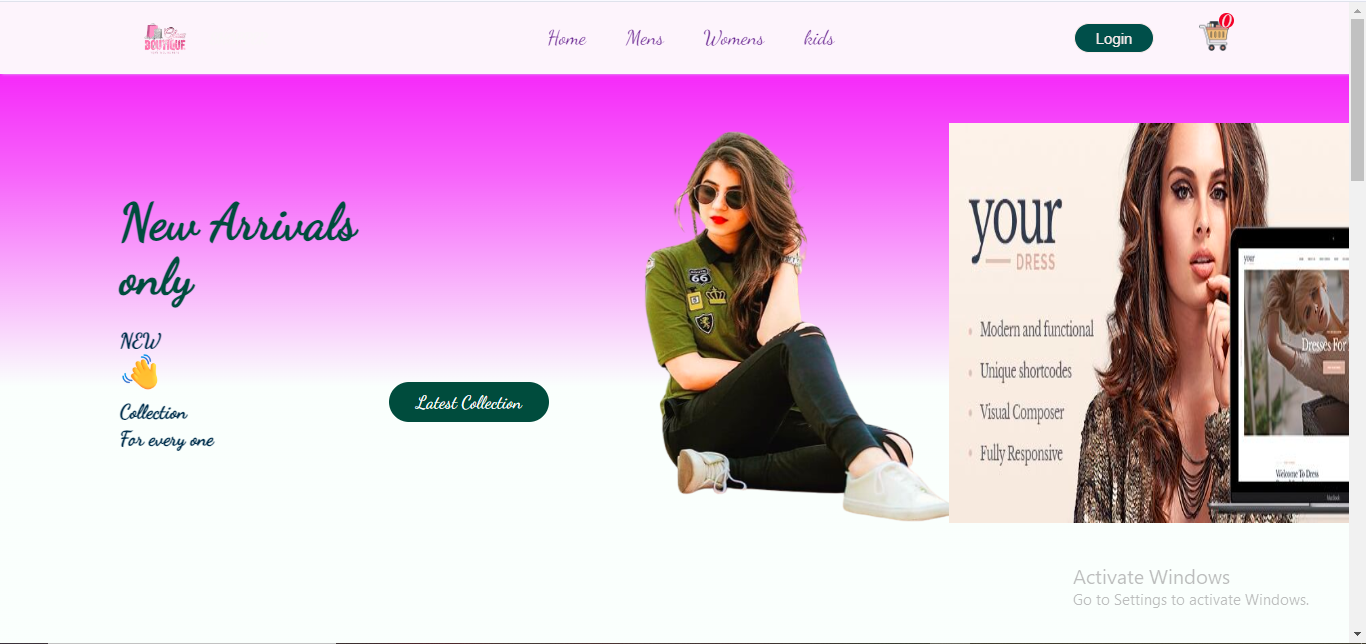 BOUTIQUE
Home
Mens
Womens
kids
Login
0
New Arrivals
only
NEW
Collection
For every one
Latest Collection
66
your
DRESS
Modern and functional
Unique shortcodes
Visual Composer
Fully Responsive
your
Dresses For
Welcome To Dress
MacBook
Activate Windows
Go to Settings to activate Windows.